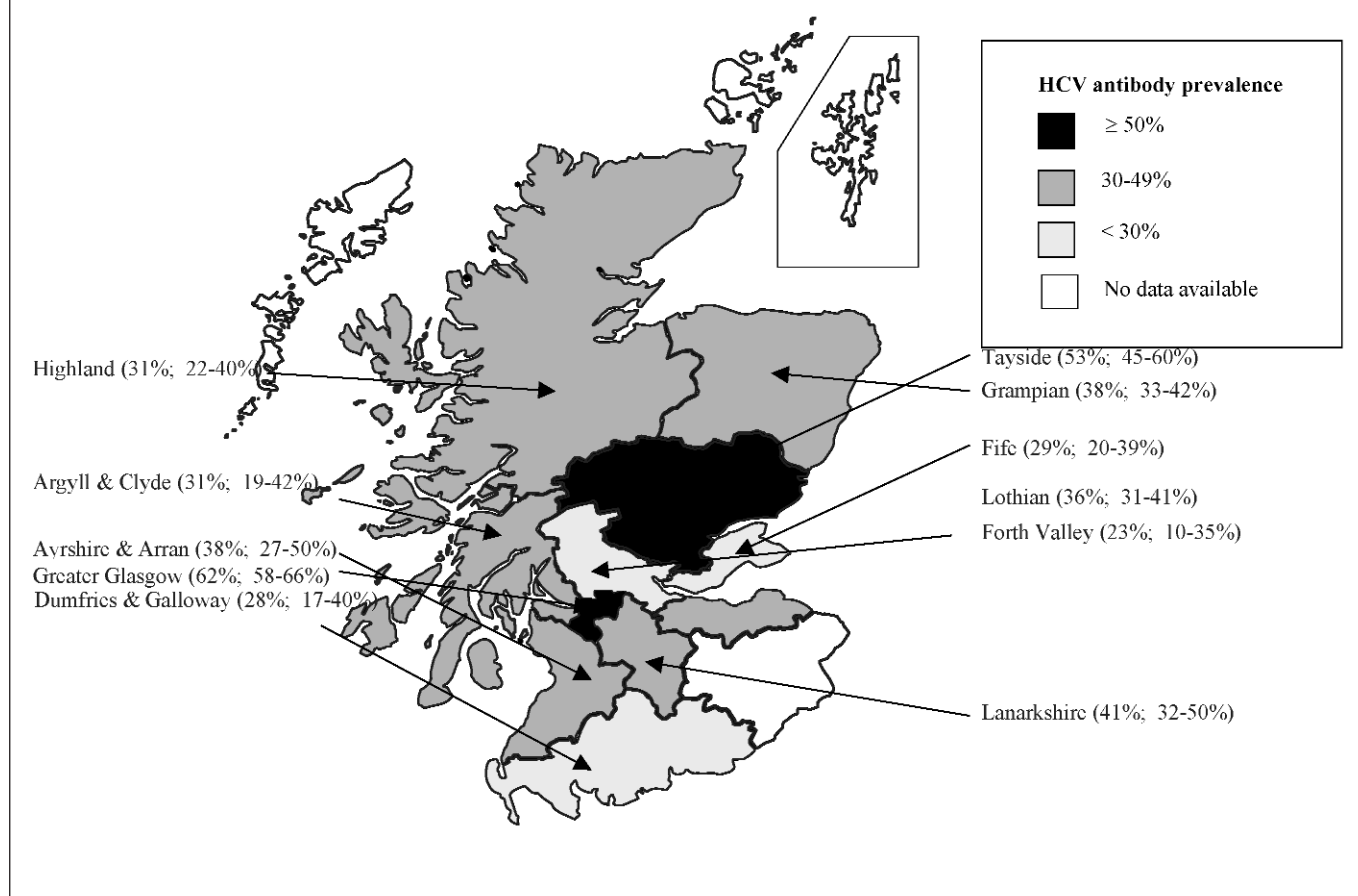 HCV antibody prevalence
≥ 50%
30-49%
< 30%
No data available
Highland (31%; 22-40%)
Argyll & Clyde (31%; 19-42%)
Ayrshire & Arran (38%; 27-50%)
Greater Glasgow (62%; 58-66%)
Dumfries & Galloway (28%; 17-40%)
Tayside (53%; 45-60%)
Grampian (38%; 33-42%)
Fife (29%; 20-39%)
Lothian (36%; 31-41%)
Forth Valley (23%; 10-35%)
Lanarkshire (41%; 32-50%)